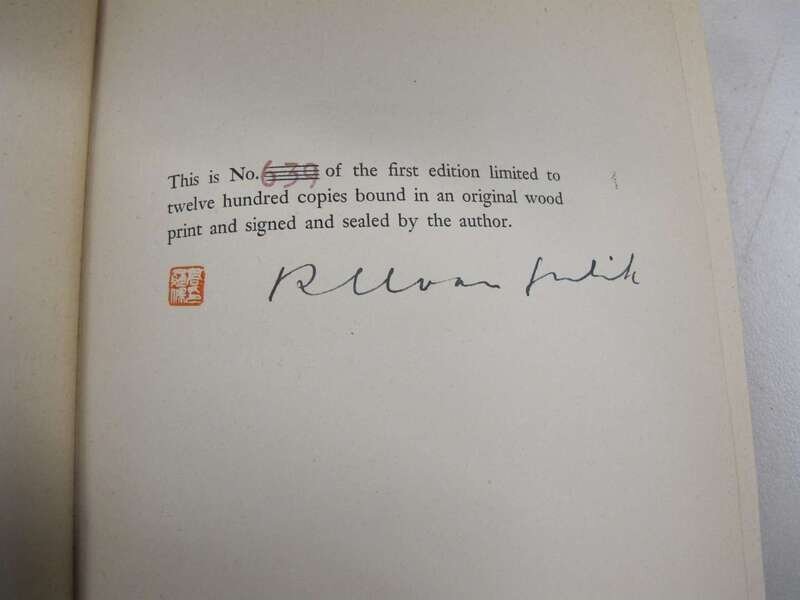 This is No. 639 of the first edition limited to
twelve hundred copies bound in an original wood
print and signed and sealed by the author.
R H van Gulik